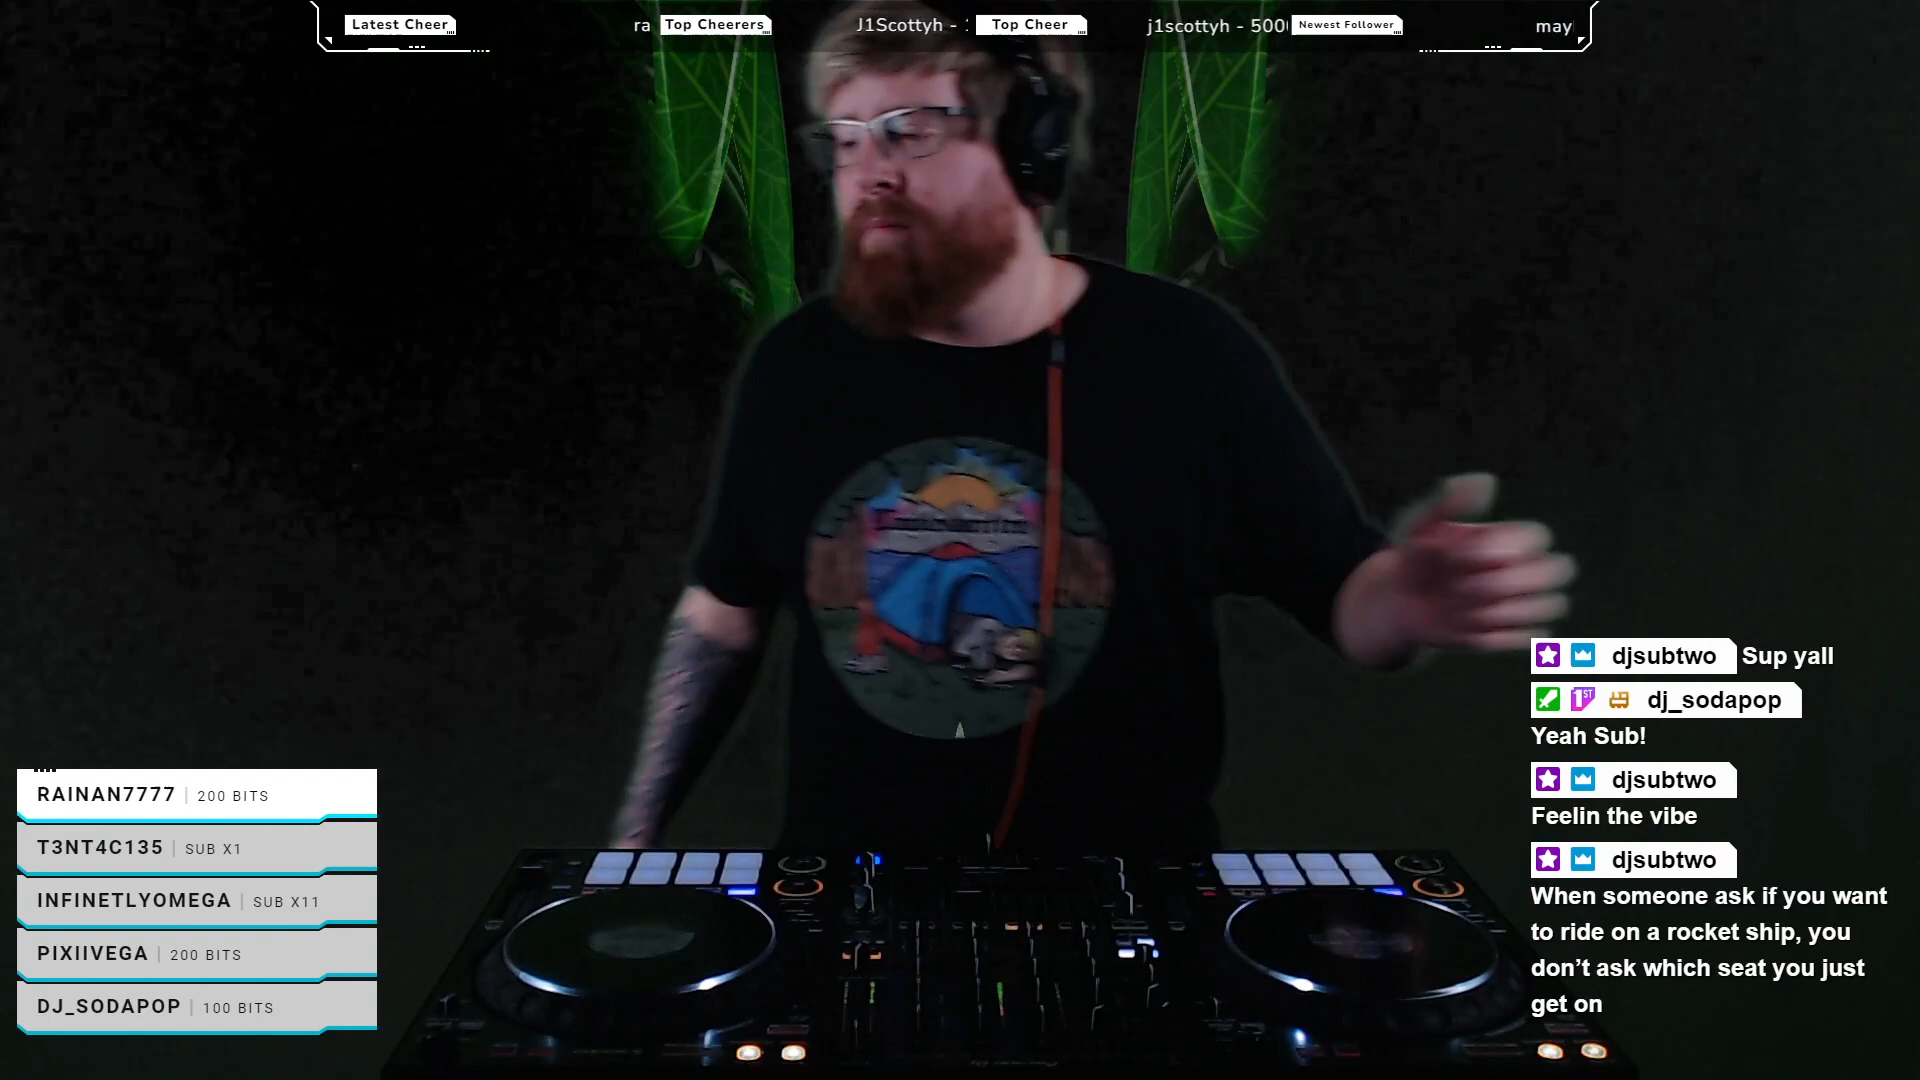 Latest Cheer
ra
Top Cheerers
J1Scottyh -
Top Cheer
j1scottyh - 500
Newest Follower
may
djsubtwo Sup yall
dj_sodapop
Yeah Sub!
djsubtwo
Feelin the vibe
djsubtwo
When someone ask if you want
to ride on a rocket ship, you
don’t ask which seat you just
get on
RAINAN7777 | 200 BITS
T3NT4C135 | SUB X1
INFINETLYOMEGA | SUB X11
PIXIIVEGA | 200 BITS
DJ_SODAPOP | 100 BITS